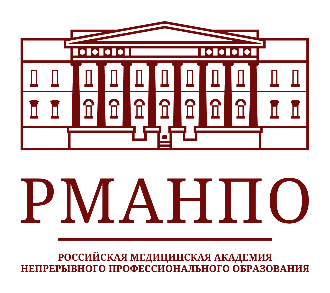 РМАНПО
РОССИЙСКАЯ МЕДИЦИНСКАЯ АКАДЕМИЯ
НЕПРЕРЫВНОГО ПРОФЕССИОНАЛЬНОГО ОБРАЗОВАНИЯ